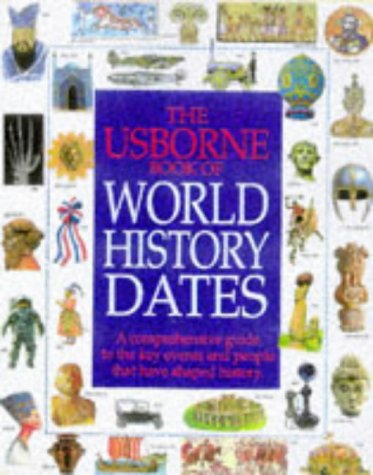 THE
USBORNE
BOOK OF
WORLD
HISTORY
DATES
A comprehensive guide
to the key events and people
that have shaped history.